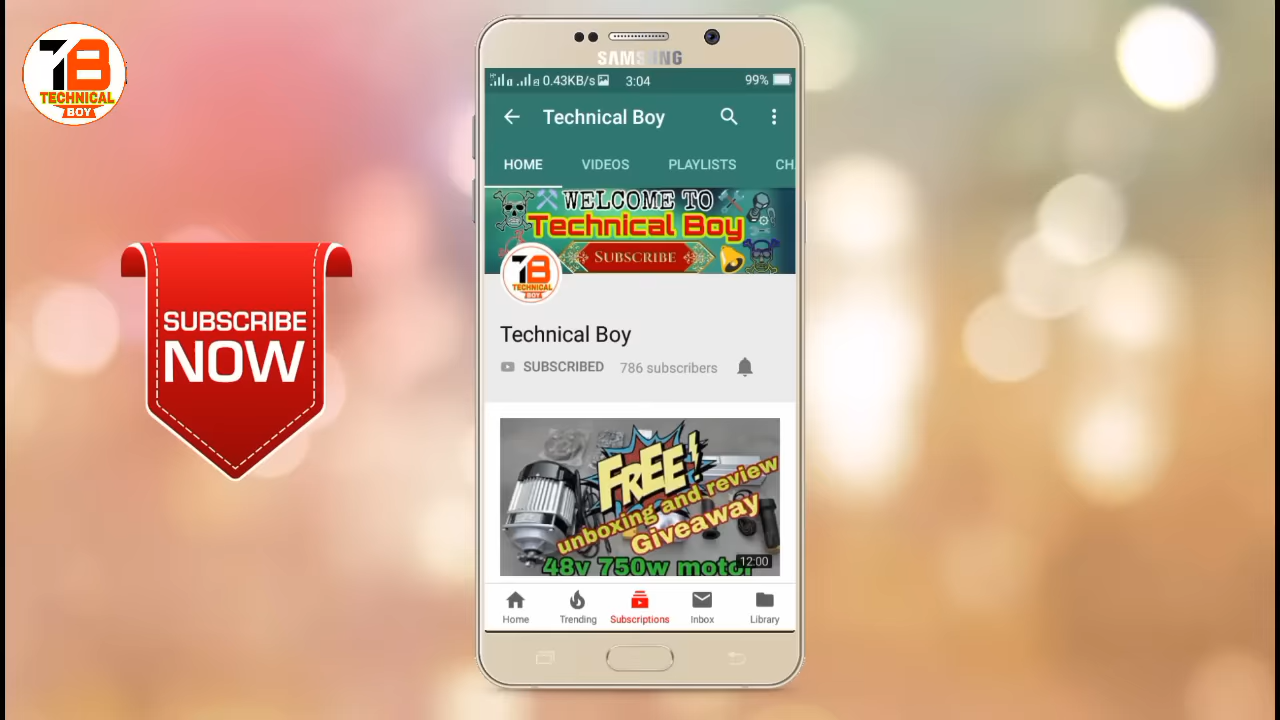 TB
TECHNICAL
BOY
SUBSCRIBE
NOW
SAMSUNG
0.43KB/s
3:04
99%
Technical Boy
HOME
VIDEOS
PLAYLISTS
CH
WELCOME TO
Technical Boy
SUBSCRIBE
TB
TECHNICAL
BOY
Technical Boy
SUBSCRIBED
786 subscribers
FREE!
unboxing and review
Giveaway
48v 750w motor
12:00
Home
Trending
Subscriptions
Inbox
Library